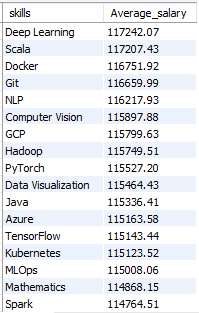 skills Average_salary
Deep Learning 117242.07
Scala 117207.43
Docker 116751.92
Git 116659.99
NLP 116217.93
Computer Vision 115897.88
GCP 115799.63
Hadoop 115749.51
PyTorch 115527.20
Data Visualization 115464.43
Java 115336.41
Azure 115163.58
TensorFlow 115143.44
Kubernetes 115123.52
MLOps 115008.06
Mathematics 114868.15
Spark 114764.51